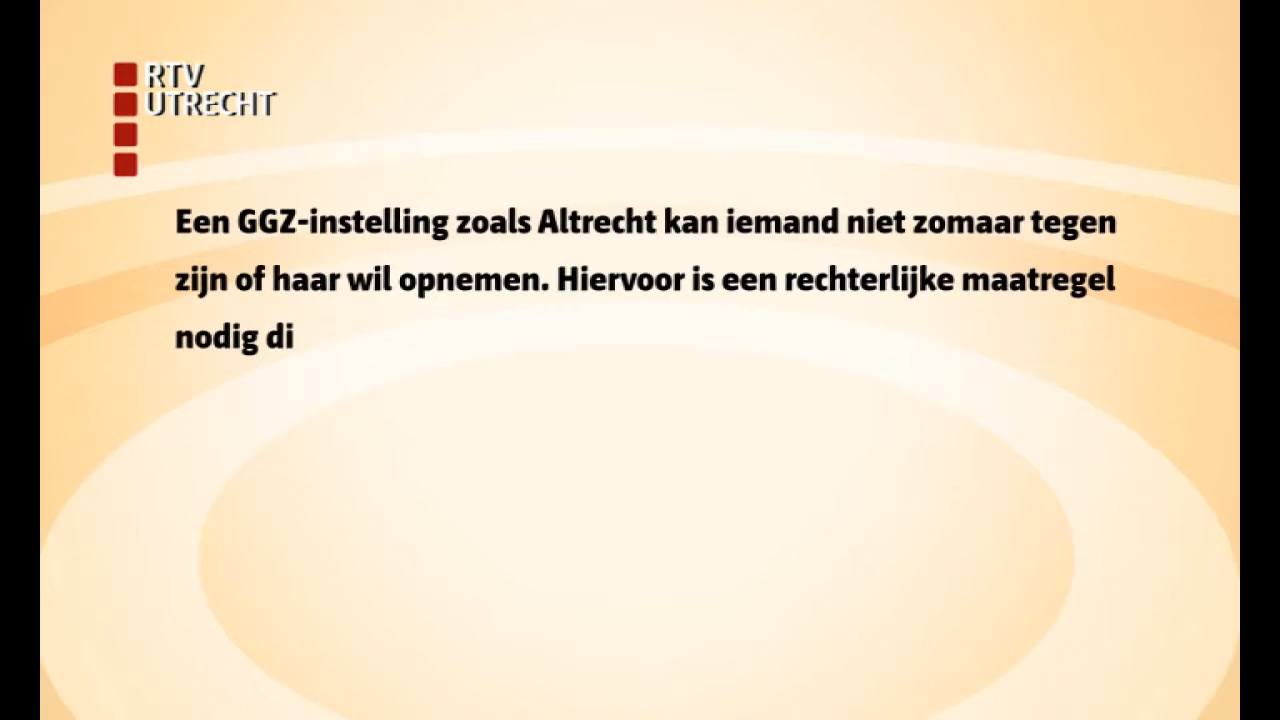 RTV
UTRECHT
Een GGZ-instelling zoals Altrecht kan iemand niet zomaar tegen
zijn of haar wil opnemen. Hiervoor is een rechterlijke maatregel
nodig di